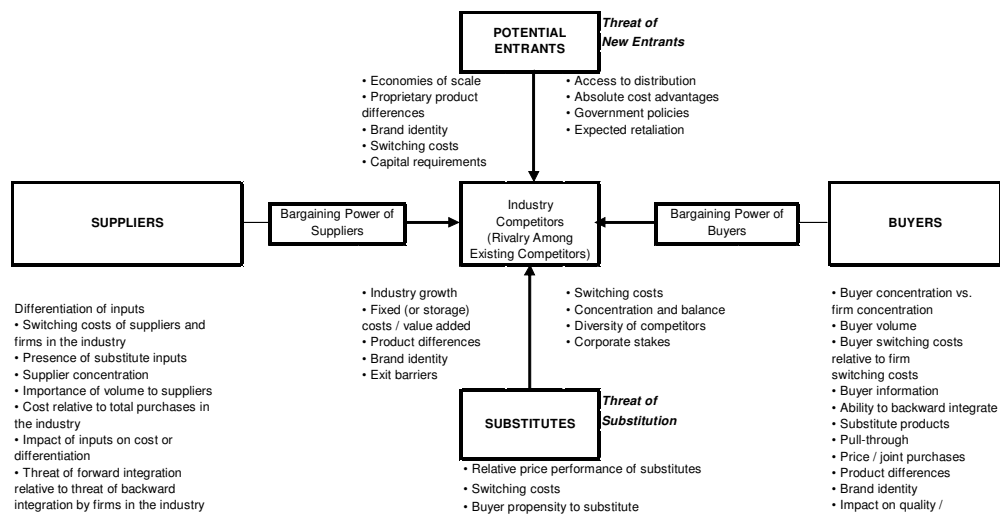 POTENTIAL
ENTRANTS
Threat of
New Entrants
• Economies of scale
• Proprietary product
differences
• Brand identity
• Switching costs
• Capital requirements
• Access to distribution
• Absolute cost advantages
• Government policies
• Expected retaliation
SUPPLIERS
Bargaining Power of
Suppliers
Industry
Competitors
(Rivalry Among
Existing Competitors)
Bargaining Power of
Buyers
BUYERS
Differentiation of inputs
• Switching costs of suppliers and
firms in the industry
• Presence of substitute inputs
• Supplier concentration
• Importance of volume to suppliers
• Cost relative to total purchases in
the industry
• Impact of inputs on cost or
differentiation
• Threat of forward integration
relative to threat of backward
integration by firms in the industry
• Industry growth
• Fixed (or storage)
costs / value added
• Product differences
• Brand identity
• Exit barriers
• Switching costs
• Concentration and balance
• Diversity of competitors
• Corporate stakes
• Buyer concentration vs.
firm concentration
• Buyer volume
• Buyer switching costs
relative to firm
switching costs
• Buyer information
• Ability to backward integrate
• Substitute products
• Pull-through
• Price / joint purchases
• Product differences
• Brand identity
• Impact on quality /
SUBSTITUTES
Threat of
Substitution
• Relative price performance of substitutes
• Switching costs
• Buyer propensity to substitute